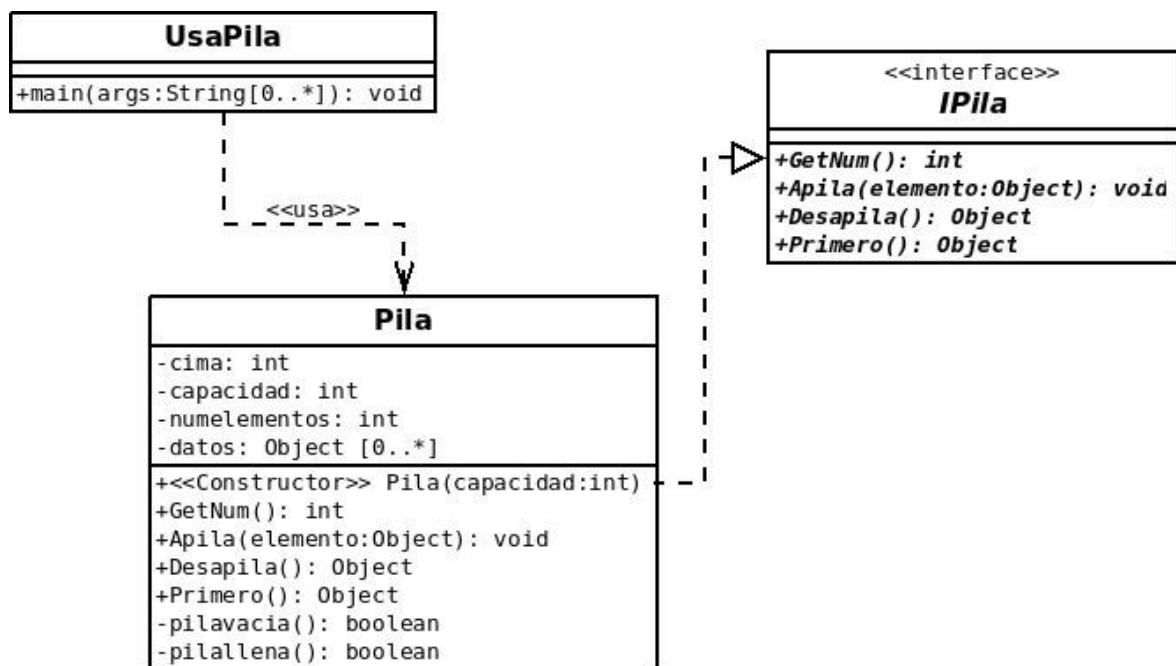 UsaPila
+main(args:String[0..*]): void
<<interface>>
IPila
+GetNum(): int
+Apila(elemento:Object): void
+Desapila(): Object
+Primero(): Object
<<usa>>
Pila
-cima: int
-capacidad: int
-numelementos: int
-datos: Object [0..*]
+<<Constructor>> Pila(capacidad:int)
+GetNum(): int
+Apila(elemento:Object): void
+Desapila(): Object
+Primero(): Object
-pilavacia(): boolean
-pilallena(): boolean